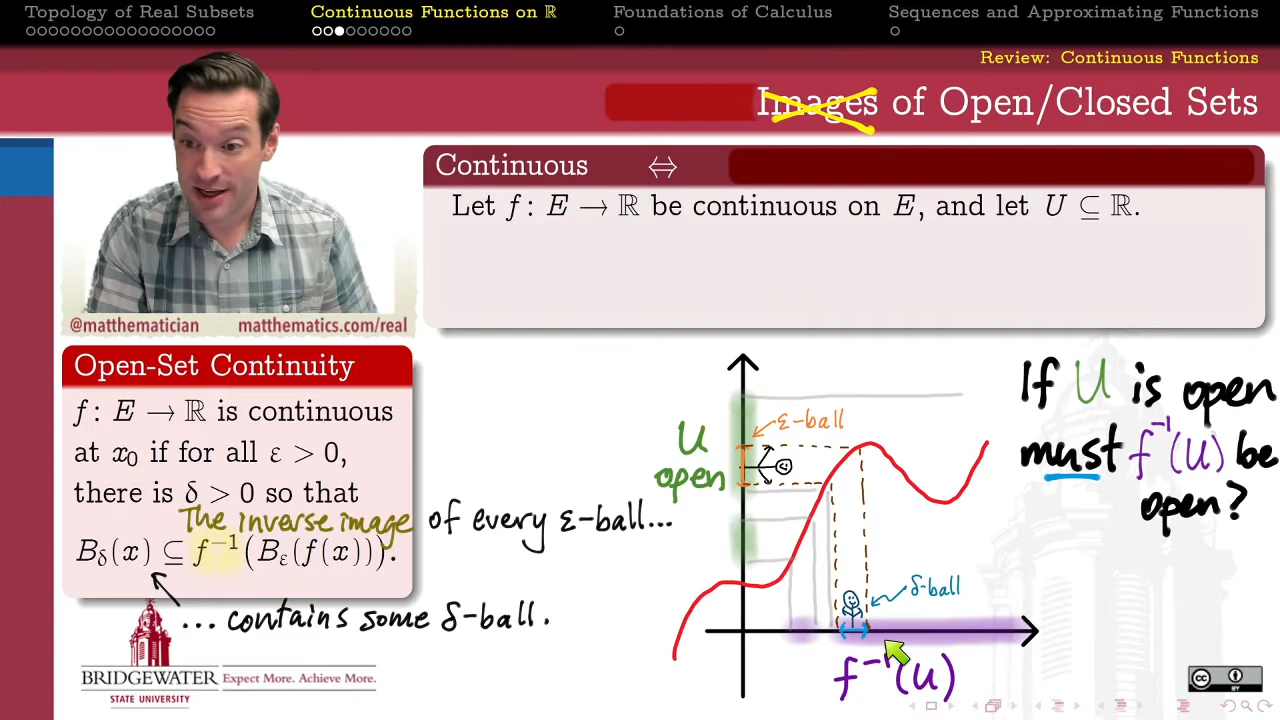 Topology of Real Subsets
Continuous Functions on ℝ
Foundations of Calculus
Sequences and Approximating Functions
Review: Continuous Functions
Images of Open/Closed Sets
Continuous ⇔
Let f: E → ℝ be continuous on E, and let U ⊆ ℝ.
@matthematician matthematics.com/real
Open-Set Continuity
f: E → ℝ is continuous
at x₀ if for all ε > 0,
there is δ > 0 so that
The inverse image of every ε-ball...
B_δ(x) ⊆ f⁻¹(B_ε(f(x))).
... contains some δ-ball.
BRIDGEWATER
STATE UNIVERSITY
Expect More. Achieve More.
U
open
ε-ball
δ-ball
f⁻¹(U)
If U is open
must f⁻¹(U) be
open?
cc
BY